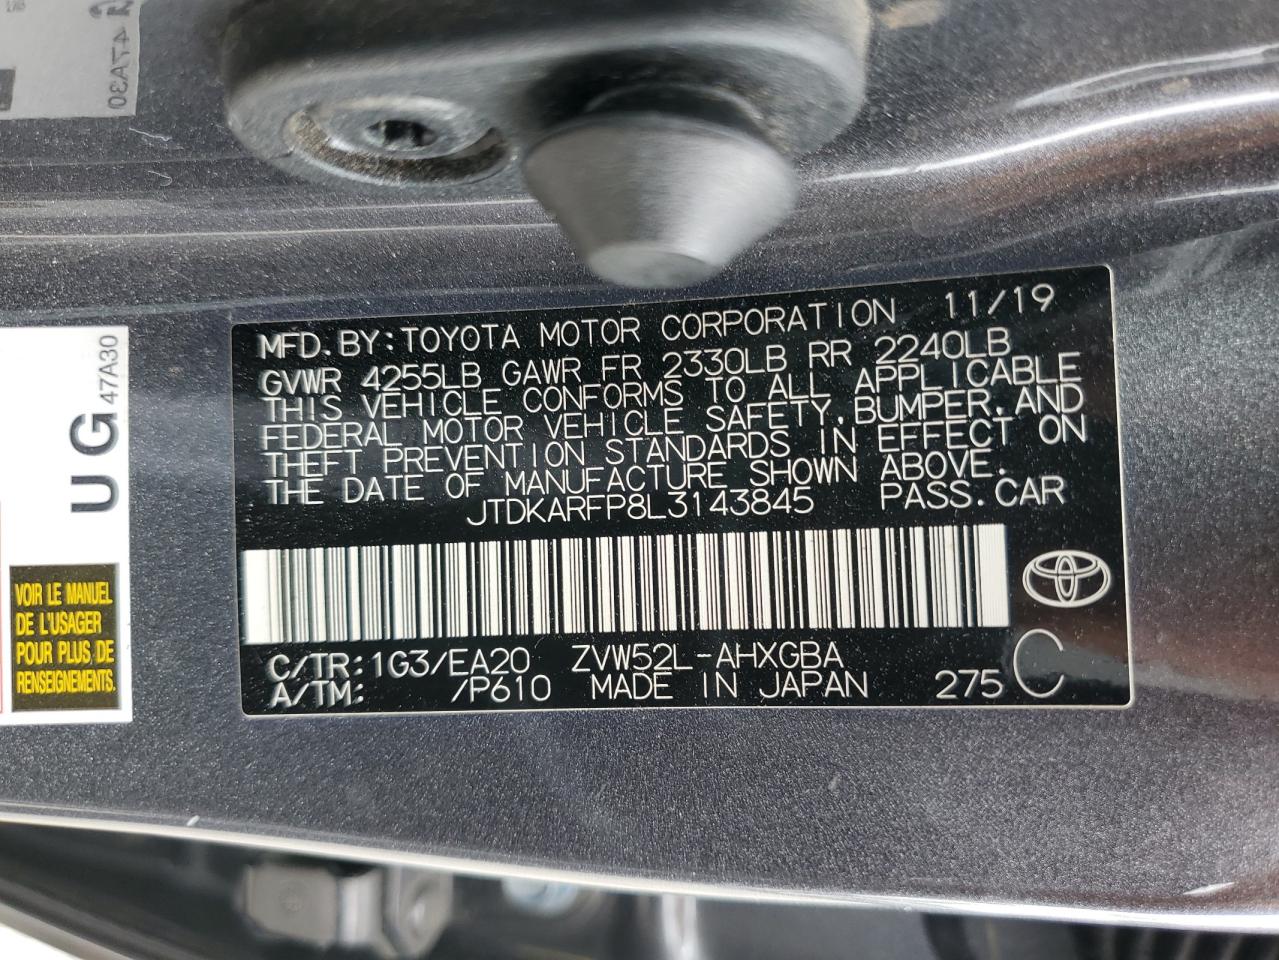 47A30
MFD.BY:TOYOTA MOTOR CORPORATION 11/19
GVWR 4255LB GAWR FR 2330LB RR 2240LB
THIS VEHICLE CONFORMS TO ALL APPLICABLE
FEDERAL MOTOR VEHICLE SAFETY,BUMPER,AND
THEFT PREVENTION STANDARDS IN EFFECT ON
THE DATE OF MANUFACTURE SHOWN ABOVE.
JTDKARFP8L3143845 PASS.CAR
C/TR:1G3/EA20 ZVW52L-AHXGBA
A/TM: /P610 MADE IN JAPAN 275 C
UG 47A30
VOIR LE MANUEL
DE L'USAGER
POUR PLUS DE
RENSEIGNEMENTS.